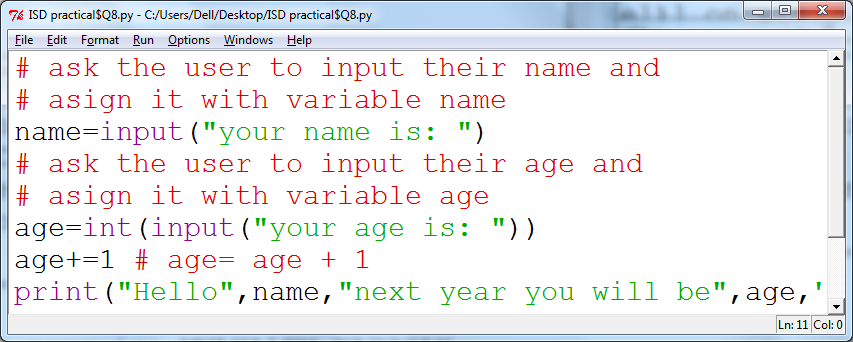 ISD practical$Q8.py - C:/Users/Dell/Desktop/ISD practical$Q8.py
File Edit Format Run Options Windows Help
# ask the user to input their name and
# asign it with variable name
name=input("your name is: ")
# ask the user to input their age and
# asign it with variable age
age=int(input("your age is: "))
age+=1 # age= age + 1
print("Hello",name,"next year you will be",age,'
Ln: 11 Col: 0